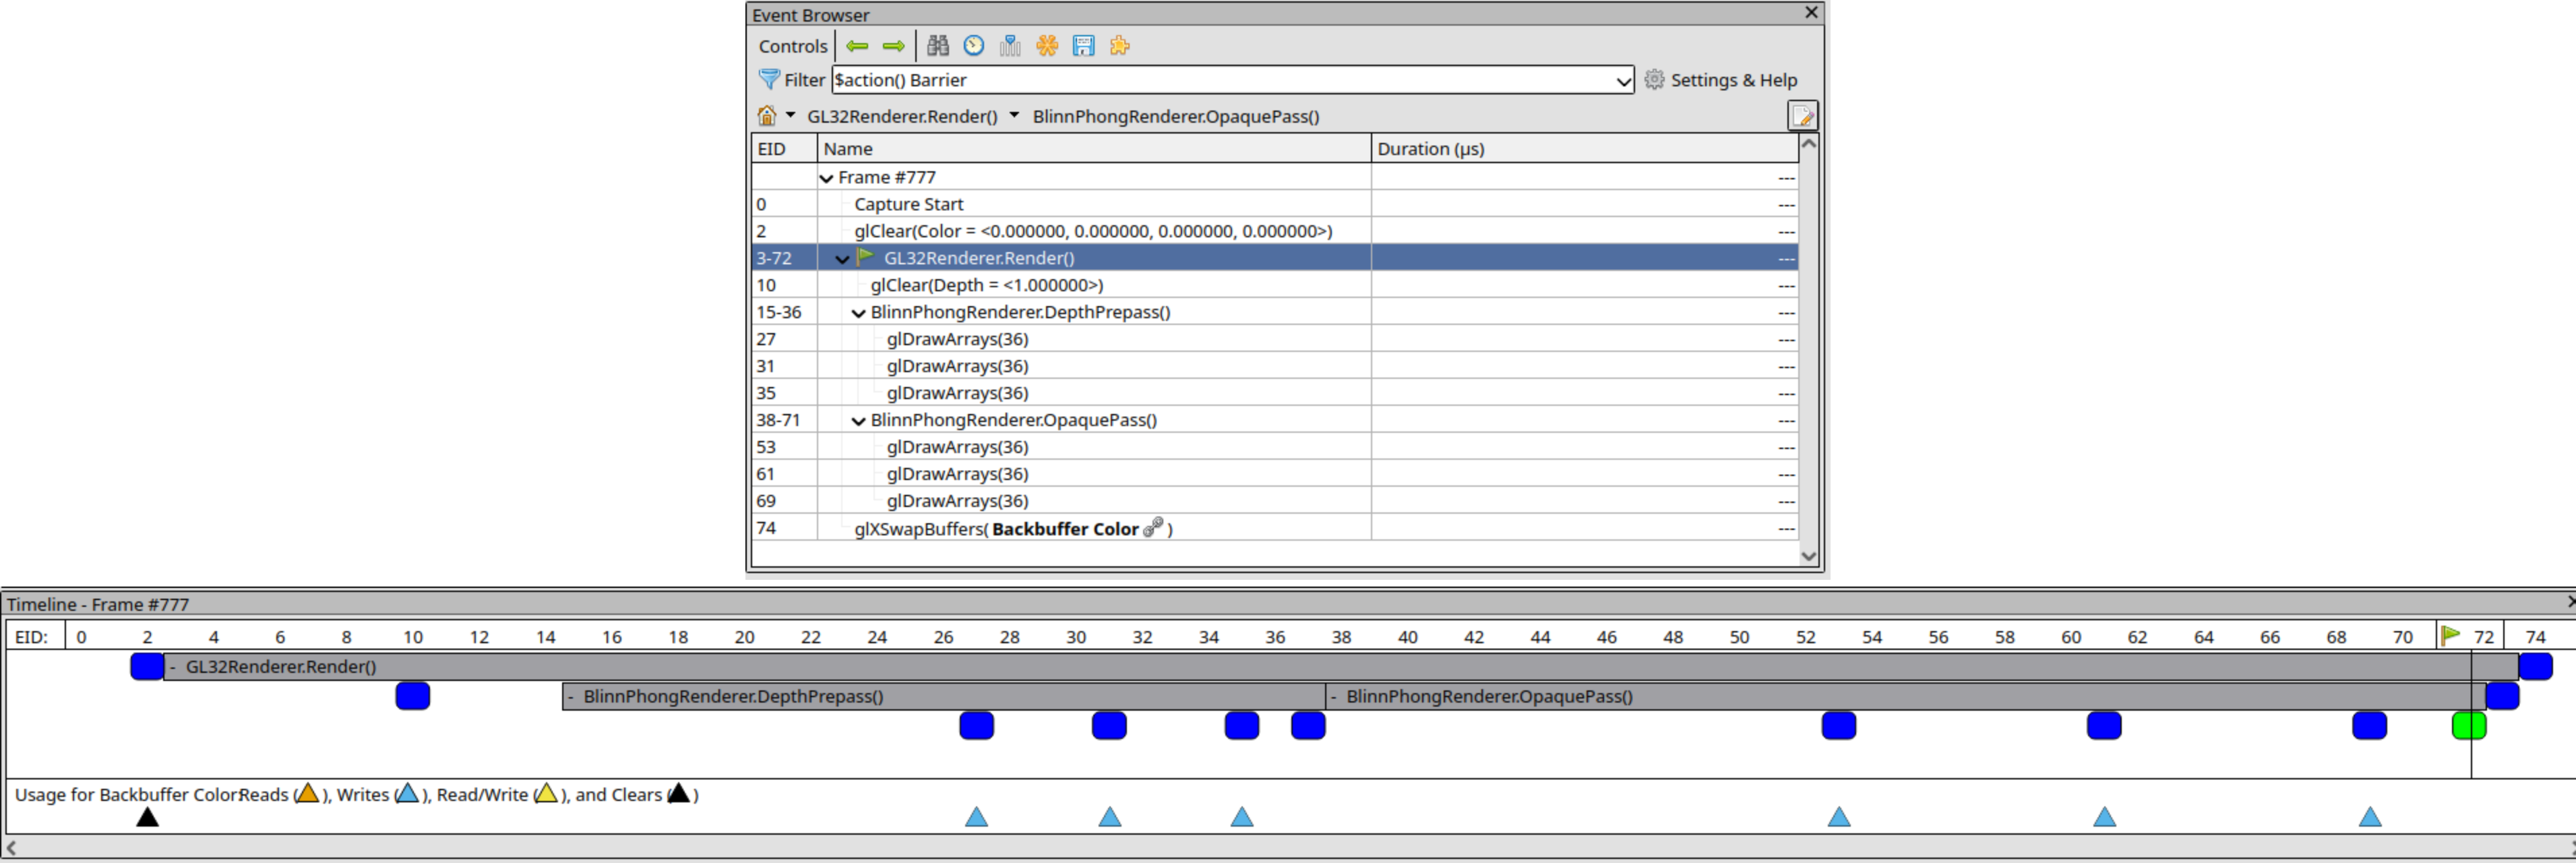 Event Browser
Controls
Filter $action() Barrier Settings & Help
GL32Renderer.Render() BlinnPhongRenderer.OpaquePass()
EID Name Duration (µs)
Frame #777 ---
0 Capture Start ---
2 glClear(Color = <0.000000, 0.000000, 0.000000, 0.000000>) ---
3-72 GL32Renderer.Render() ---
10 glClear(Depth = <1.000000>) ---
15-36 BlinnPhongRenderer.DepthPrepass() ---
27 glDrawArrays(36) ---
31 glDrawArrays(36) ---
35 glDrawArrays(36) ---
38-71 BlinnPhongRenderer.OpaquePass() ---
53 glDrawArrays(36) ---
61 glDrawArrays(36) ---
69 glDrawArrays(36) ---
74 glXSwapBuffers( Backbuffer Color ) ---
Timeline - Frame #777
EID: 0 2 4 6 8 10 12 14 16 18 20 22 24 26 28 30 32 34 36 38 40 42 44 46 48 50 52 54 56 58 60 62 64 66 68 70 72 74
- GL32Renderer.Render()
- BlinnPhongRenderer.DepthPrepass() - BlinnPhongRenderer.OpaquePass()
Usage for Backbuffer Color: Reads ( ), Writes ( ), Read/Write ( ), and Clears ( )